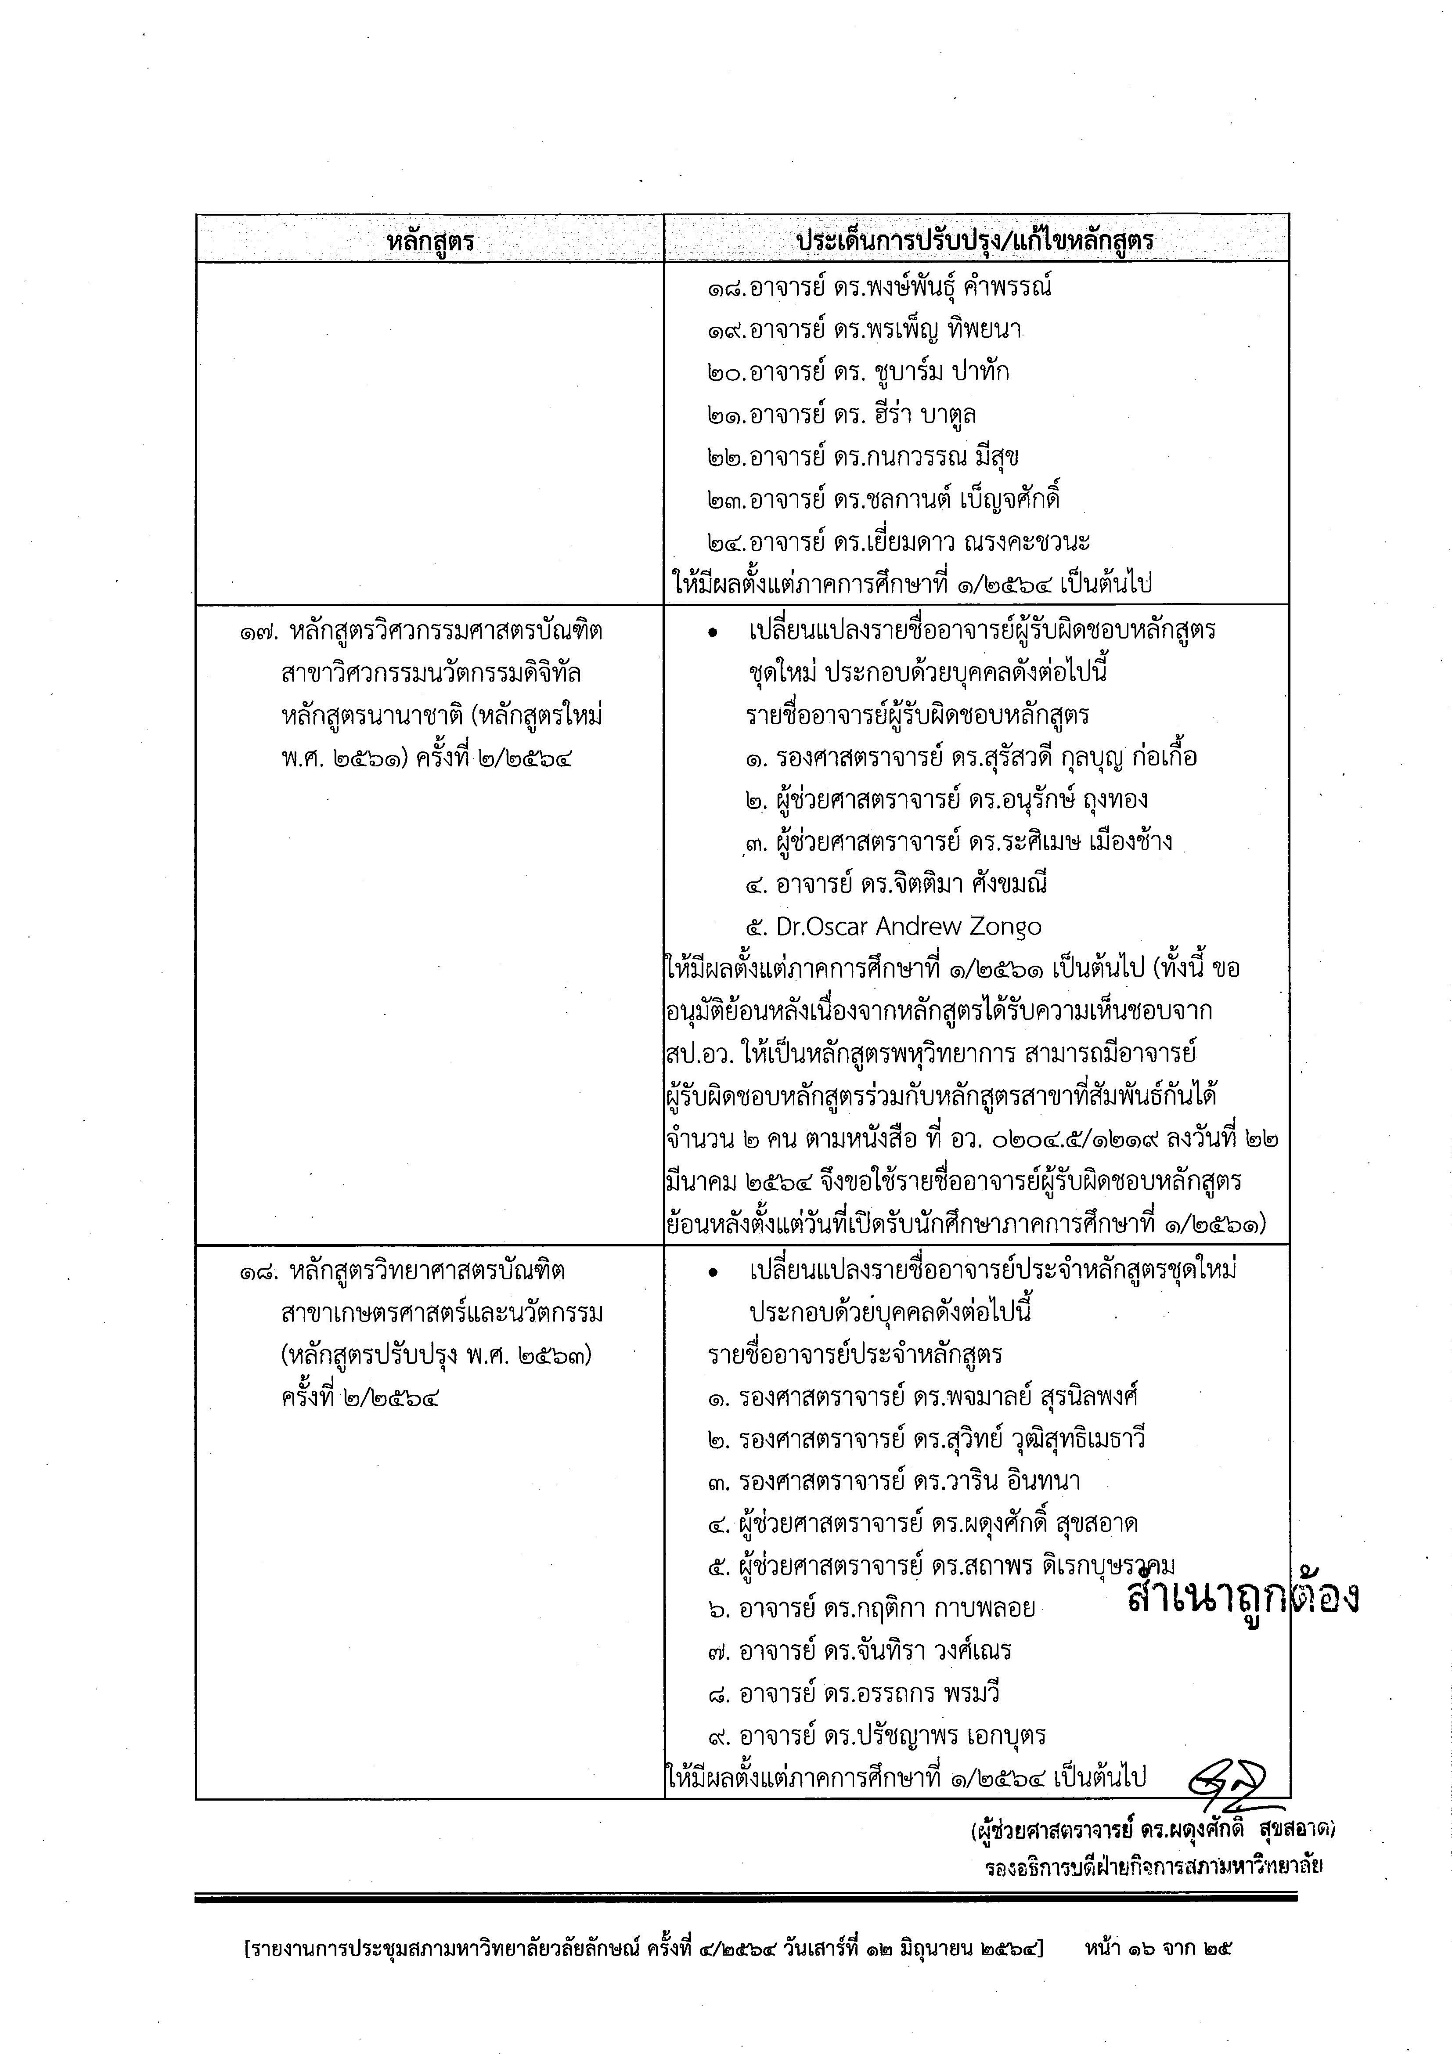 หลักสูตร
ประเด็นการปรับปรุง/แก้ไขหลักสูตร
๑๘.อาจารย์ ดร.พงษ์พันธุ์ คำพรรณ์
๑๙.อาจารย์ ดร.พรเพ็ญ ทิพยนา
๒๐.อาจารย์ ดร. ชูบาร์ม ปาทัก
๒๑.อาจารย์ ดร. ฮีร่า บาตูล
๒๒.อาจารย์ ดร.กนกวรรณ มีสุข
๒๓.อาจารย์ ดร.ชลกานต์ เบ็ญจศักดิ์
๒๔.อาจารย์ ดร.เยี่ยมดาว ณรงคะชวนะ
ให้มีผลตั้งแต่ภาคการศึกษาที่ ๑/๒๕๖๔ เป็นต้นไป
๑๗. หลักสูตรวิศวกรรมศาสตรบัณฑิต
สาขาวิศวกรรมนวัตกรรมดิจิทัล
หลักสูตรนานาชาติ (หลักสูตรใหม่
พ.ศ. ๒๕๖๑) ครั้งที่ ๒/๒๕๖๔
• เปลี่ยนแปลงรายชื่ออาจารย์ผู้รับผิดชอบหลักสูตร
ชุดใหม่ ประกอบด้วยบุคคลดังต่อไปนี้
รายชื่ออาจารย์ผู้รับผิดชอบหลักสูตร
๑. รองศาสตราจารย์ ดร.สุรัสวดี กุลบุญ ก่อเกื้อ
๒. ผู้ช่วยศาสตราจารย์ ดร.อนุรักษ์ ถุงทอง
๓. ผู้ช่วยศาสตราจารย์ ดร.ระศิเมษ เมืองช้าง
๔. อาจารย์ ดร.จิตติมา ศังขมณี
๕. Dr.Oscar Andrew Zongo
ให้มีผลตั้งแต่ภาคการศึกษาที่ ๑/๒๕๖๑ เป็นต้นไป (ทั้งนี้ ขอ
อนุมัติย้อนหลังเนื่องจากหลักสูตรได้รับความเห็นชอบจาก
สป.อว. ให้เป็นหลักสูตรพหุวิทยาการ สามารถมีอาจารย์
ผู้รับผิดชอบหลักสูตรร่วมกับหลักสูตรสาขาที่สัมพันธ์กันได้
จำนวน ๒ คน ตามหนังสือ ที่ อว. ๐๒๐๔.๕/๑๒๑๙ ลงวันที่ ๒๒
มีนาคม ๒๕๖๔ จึงขอใช้รายชื่ออาจารย์ผู้รับผิดชอบหลักสูตร
ย้อนหลังตั้งแต่วันที่เปิดรับนักศึกษาภาคการศึกษาที่ ๑/๒๕๖๑)
๑๘. หลักสูตรวิทยาศาสตรบัณฑิต
สาขาเกษตรศาสตร์และนวัตกรรม
(หลักสูตรปรับปรุง พ.ศ. ๒๕๖๓)
ครั้งที่ ๒/๒๕๖๔
• เปลี่ยนแปลงรายชื่ออาจารย์ประจำหลักสูตรชุดใหม่
ประกอบด้วยบุคคลดังต่อไปนี้
รายชื่ออาจารย์ประจำหลักสูตร
๑. รองศาสตราจารย์ ดร.พจมาลย์ สุรนิลพงศ์
๒. รองศาสตราจารย์ ดร.สุวิทย์ วุฒิสุทธิเมธาวี
๓. รองศาสตราจารย์ ดร.วาริน อินทนา
๔. ผู้ช่วยศาสตราจารย์ ดร.ผดุงศักดิ์ สุขสอาด
๕. ผู้ช่วยศาสตราจารย์ ดร.สถาพร ดิเรกบุษราคม
สำเนาถูกต้อง
๖. อาจารย์ ดร.กฤติกา กาบพลอย
๗. อาจารย์ ดร.จันทิรา วงศ์เณร
๘. อาจารย์ ดร.อรรถกร พรมวี
๙. อาจารย์ ดร.ปรัชญาพร เอกบุตร
ให้มีผลตั้งแต่ภาคการศึกษาที่ ๑/๒๕๖๔ เป็นต้นไป
(ผู้ช่วยศาสตราจารย์ ดร.ผดุงศักดิ์ สุขสอาด)
รองอธิการบดีฝ่ายกิจการสภามหาวิทยาลัย
[รายงานการประชุมสภามหาวิทยาลัยวลัยลักษณ์ ครั้งที่ ๔/๒๕๖๔ วันเสาร์ที่ ๑๒ มิถุนายน ๒๕๖๔] หน้า ๑๖ จาก ๒๕